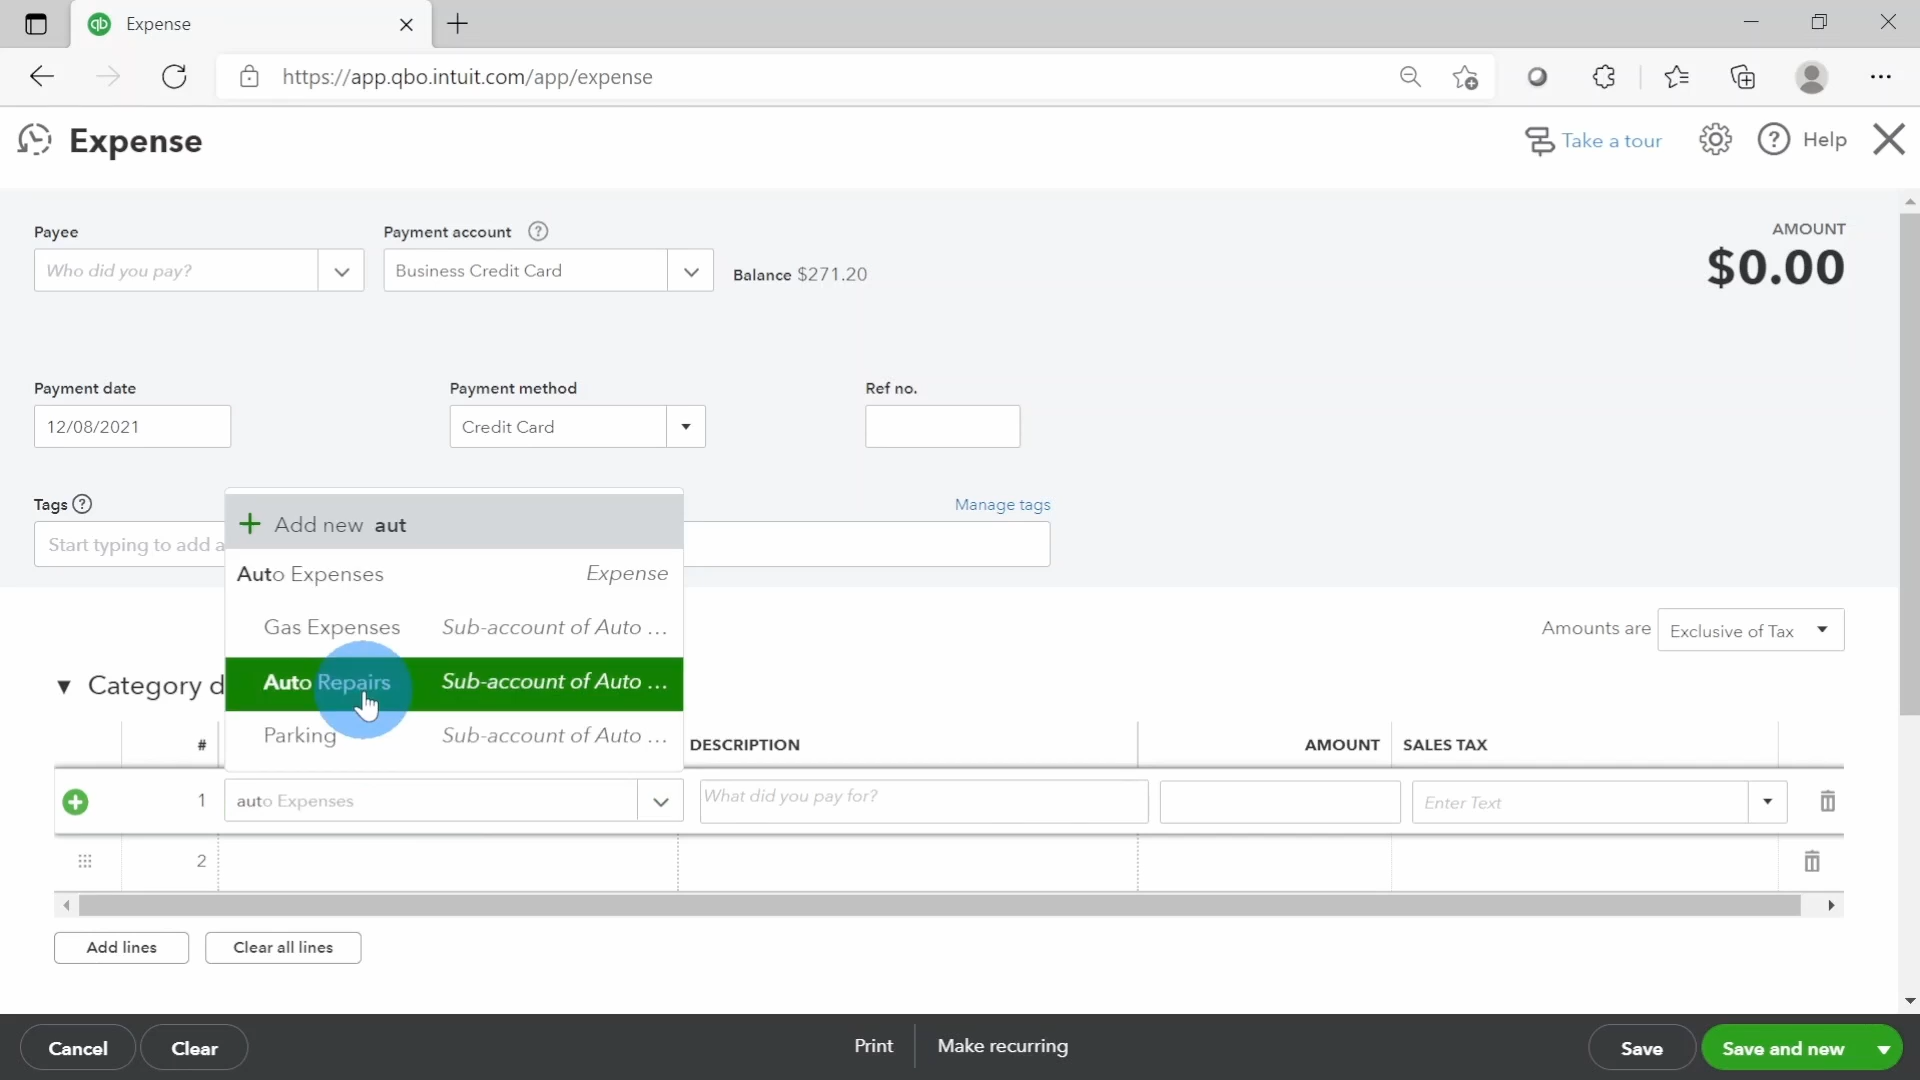 qb Expense
https://app.qbo.intuit.com/app/expense
Expense
Take a tour
? Help
Payee
Payment account ?
AMOUNT
Who did you pay?
Business Credit Card
Balance $271.20
$0.00
Payment date
Payment method
Ref no.
12/08/2021
Credit Card
Tags ?
Manage tags
Start typing to add a
+ Add new aut
Auto Expenses Expense
Gas Expenses Sub-account of Auto ...
Auto Repairs Sub-account of Auto ...
Parking Sub-account of Auto ...
Amounts are Exclusive of Tax
Category d
# DESCRIPTION AMOUNT SALES TAX
1 auto Expenses What did you pay for? Enter Text
2
Add lines Clear all lines
Cancel Clear Print Make recurring Save Save and new